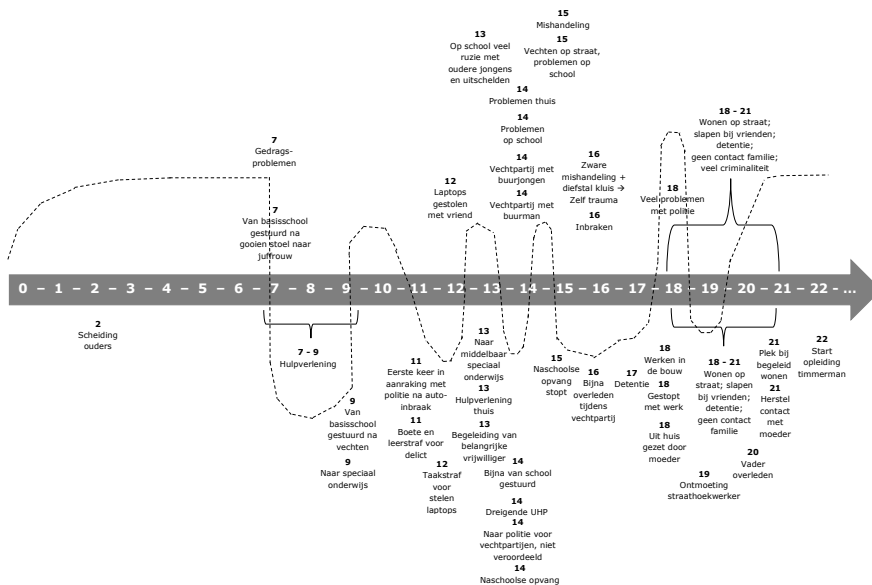 15
Mishandeling
15
Vechten op straat,
problemen op
school
13
Op school veel
ruzie met
oudere jongens
en uitschelden
14
Problemen thuis
14
Problemen
op school
14
Vechtpartij met
buurjongen
14
Vechtpartij met
buurman
7
Gedrags-
problemen
7
Van basisschool
gestuurd na
gooien stoel naar
juffrouw
12
Laptops
gestolen
met vriend
16
Zware
mishandeling +
diefstal kluis →
Zelf trauma
16
Inbraken
18
Veel problemen
met politie
18 - 21
Wonen op straat;
slapen bij vrienden;
detentie;
geen contact familie;
veel criminaliteit
0 – 1 – 2 – 3 – 4 – 5 – 6 – 7 – 8 – 9 – 10 – 11 – 12 – 13 – 14 – 15 – 16 – 17 – 18 – 19 – 20 – 21 – 22 - …
2
Scheiding
ouders
7 - 9
Hulpverlening
9
Van
basisschool
gestuurd na
vechten
9
Naar speciaal
onderwijs
11
Eerste keer in
aanraking met
politie na auto-
inbraak
11
Boete en
leerstraf voor
delict
12
Taakstraf
voor
stelen
laptops
13
Naar
middelbaar
speciaal
onderwijs
13
Hulpverlening
thuis
13
Begeleiding van
belangrijke
vrijwilliger
14
Bijna van school
gestuurd
14
Dreigende UHP
14
Naar politie voor
vechtpartijen, niet
veroordeeld
14
Naschoolse opvang
15
Naschoolse
opvang
stopt
16
Bijna
overleden
tijdens
vechtpartij
17
Detentie
18
Werken in
de bouw
18
Gestopt
met werk
18
Uit huis
gezet door
moeder
18 - 21
Wonen op
straat; slapen
bij vrienden;
detentie;
geen contact
familie
19
Ontmoeting
straathoekwerker
20
Vader
overleden
21
Plek bij
begeleid
wonen
21
Herstel
contact
met
moeder
22
Start
opleiding
timmerman